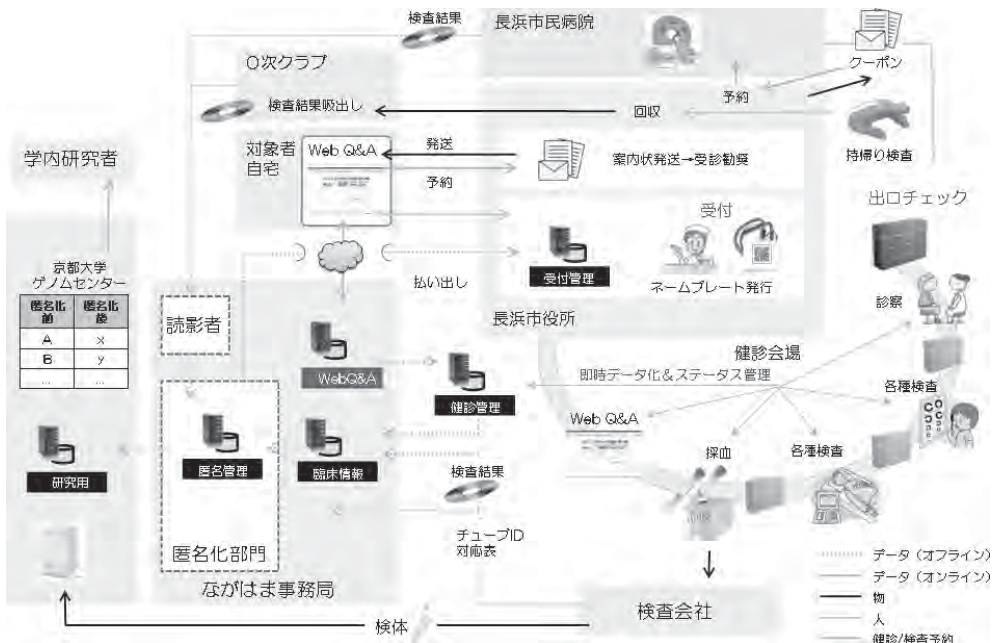 検査結果
長浜市民病院
0次クラブ
クーポン
検査結果吸出し
予約
回収
対象者
自宅
Web Q&A
発送
予約
案内状発送→受診勧奨
持帰り検査
学内研究者
出口チェック
受付
受付管理
ネームプレート発行
京都大学
ゲノムセンター
匿名化前
匿名化後
A
x
B
y
...
...
払い出し
診察
読影者
長浜市役所
健診会場
WebQ&A
即時データ化＆ステータス管理
各種検査
健診管理
Web Q&A
採血
各種検査
研究用
匿名管理
臨床情報
検査結果
チューブID
対応表
匿名化部門
ながはま事務局
検体
検査会社
データ（オフライン）
データ（オンライン）
物
人
健診/検査予約